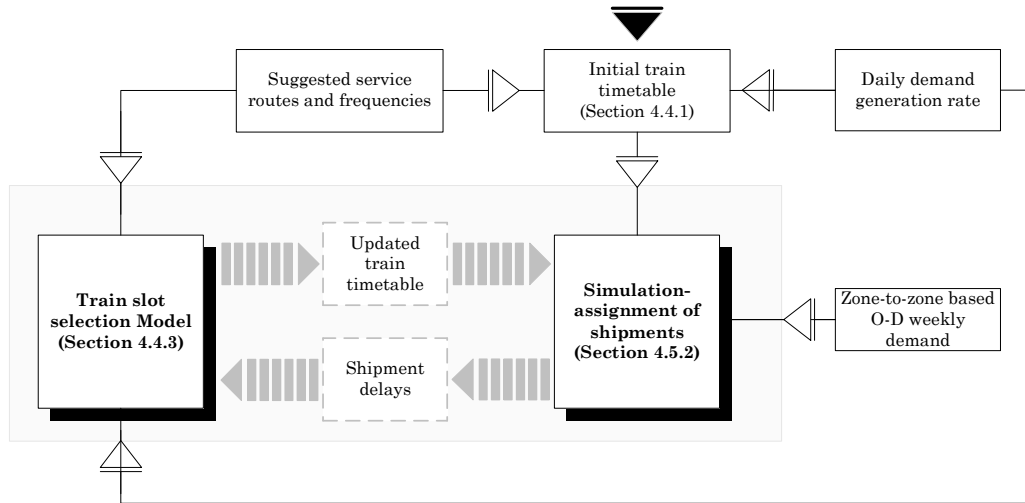 Suggested service
routes and frequencies
Initial train
timetable
(Section 4.4.1)
Daily demand
generation rate
Train slot
selection Model
(Section 4.4.3)
Updated
train
timetable
Shipment
delays
Simulation-
assignment of
shipments
(Section 4.5.2)
Zone-to-zone based
O-D weekly
demand